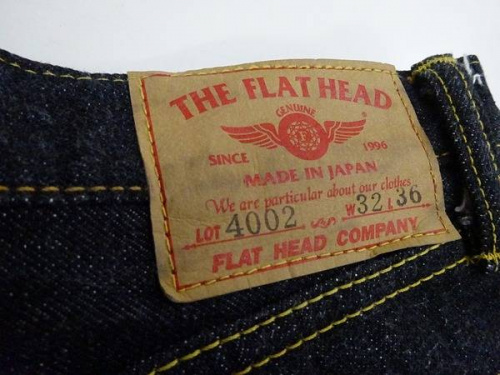 THE FLAT HEAD
GENUINE
F
SINCE 1996
MADE IN JAPAN
We are particular about our clothes
LOT 4002 W32 L36
FLAT HEAD COMPANY